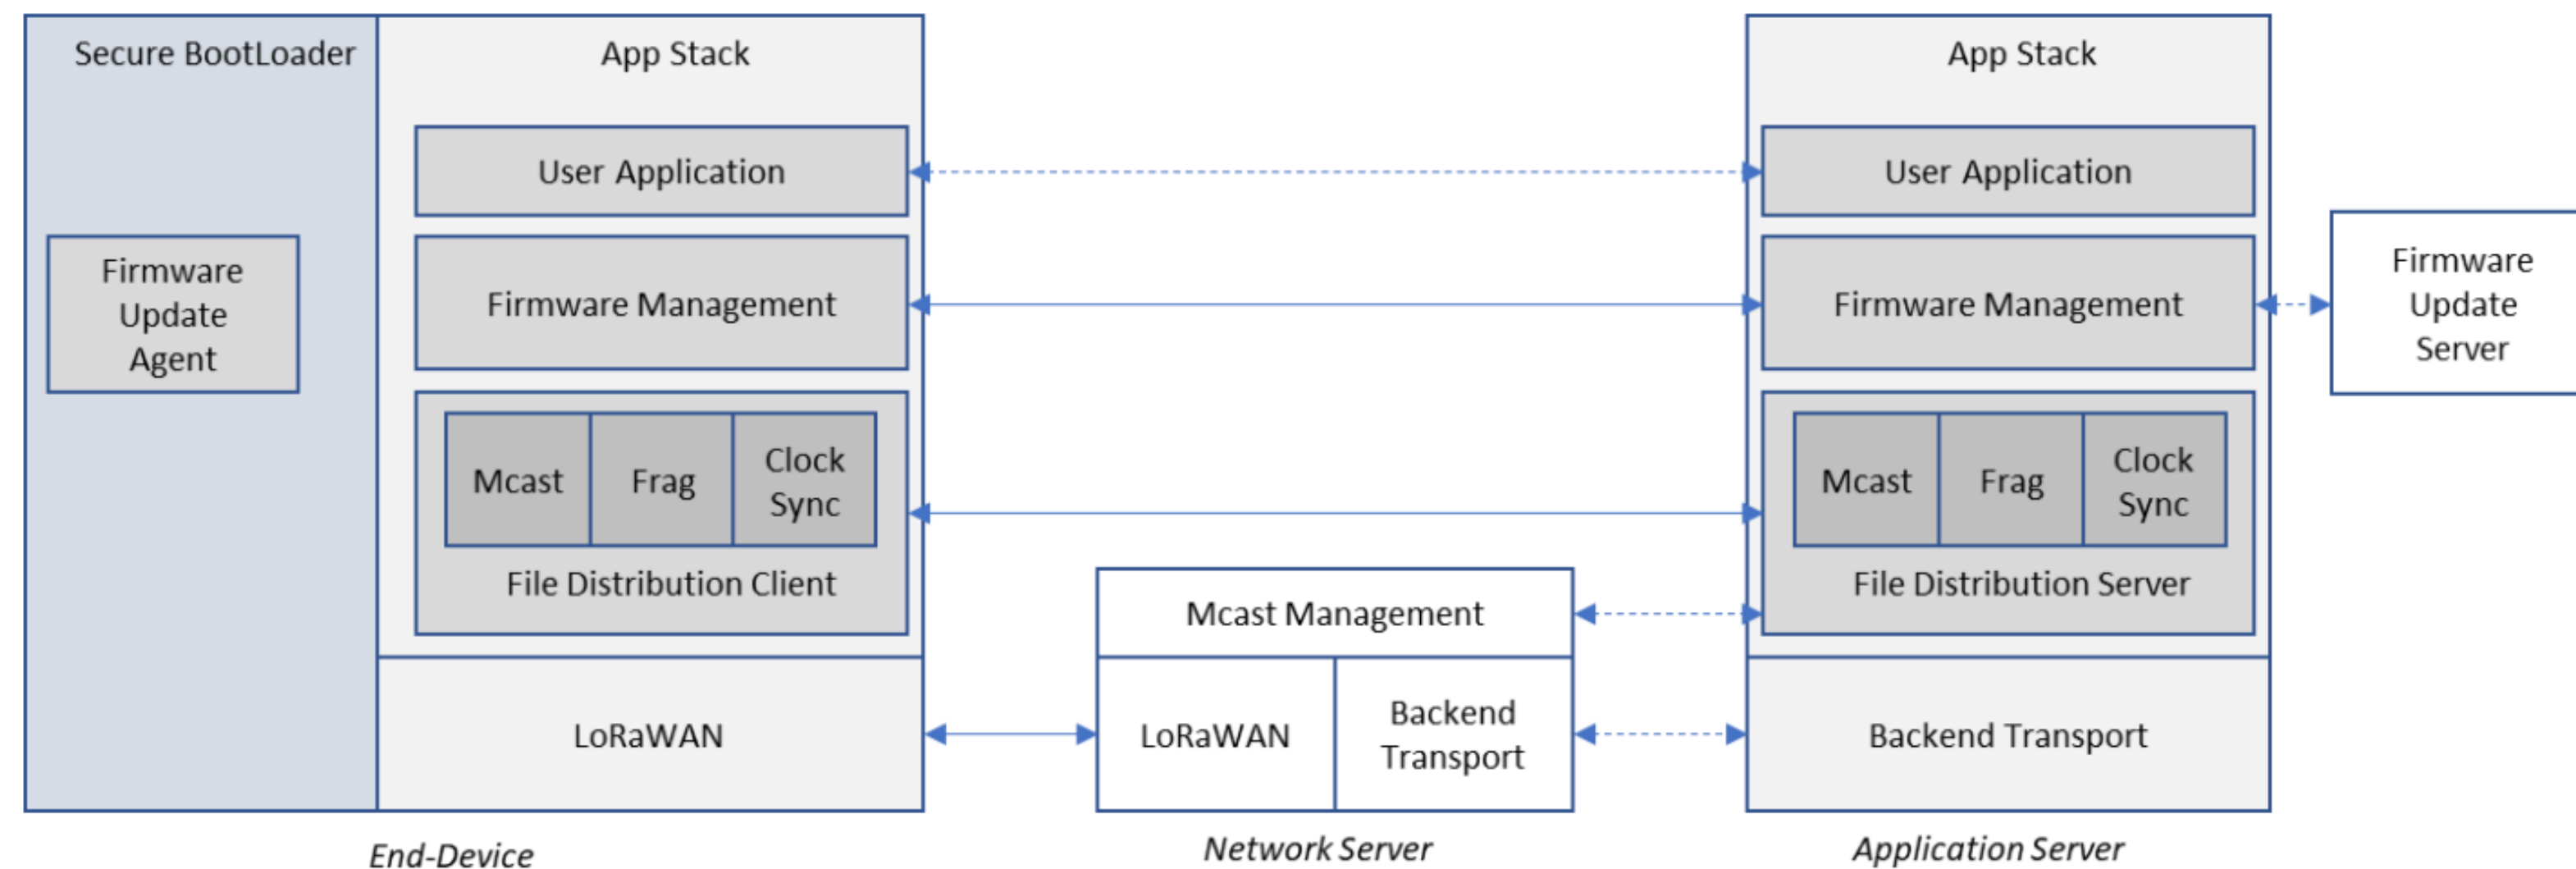 Secure BootLoader
App Stack
User Application
Firmware
Update
Agent
Firmware Management
Mcast
Frag
Clock
Sync
File Distribution Client
LoRaWAN
End-Device
Mcast Management
LoRaWAN
Backend
Transport
Network Server
App Stack
User Application
Firmware Management
Mcast
Frag
Clock
Sync
File Distribution Server
Backend Transport
Application Server
Firmware
Update
Server